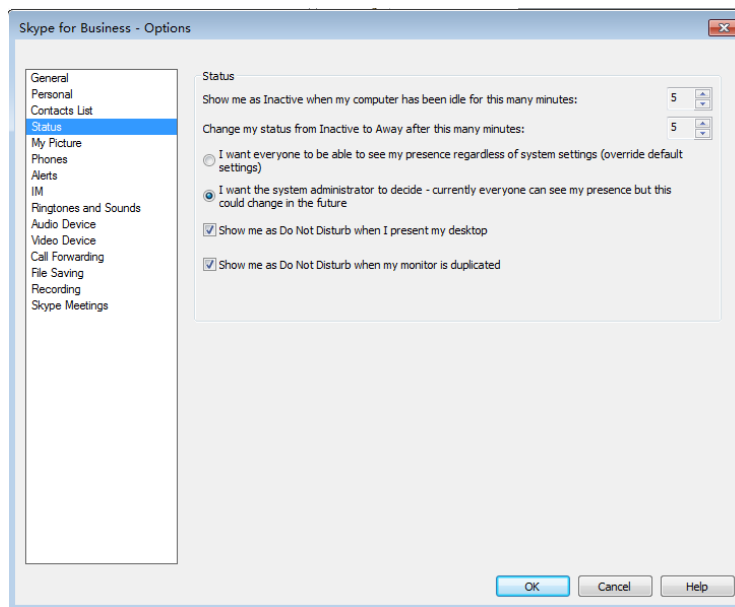 Skype for Business - Options
General
Personal
Contacts List
Status
My Picture
Phones
Alerts
IM
Ringtones and Sounds
Audio Device
Video Device
Call Forwarding
File Saving
Recording
Skype Meetings
Status
Show me as Inactive when my computer has been idle for this many minutes: 5
Change my status from Inactive to Away after this many minutes: 5
I want everyone to be able to see my presence regardless of system settings (override default
settings)
I want the system administrator to decide - currently everyone can see my presence but this
could change in the future
Show me as Do Not Disturb when I present my desktop
Show me as Do Not Disturb when my monitor is duplicated
OK Cancel Help